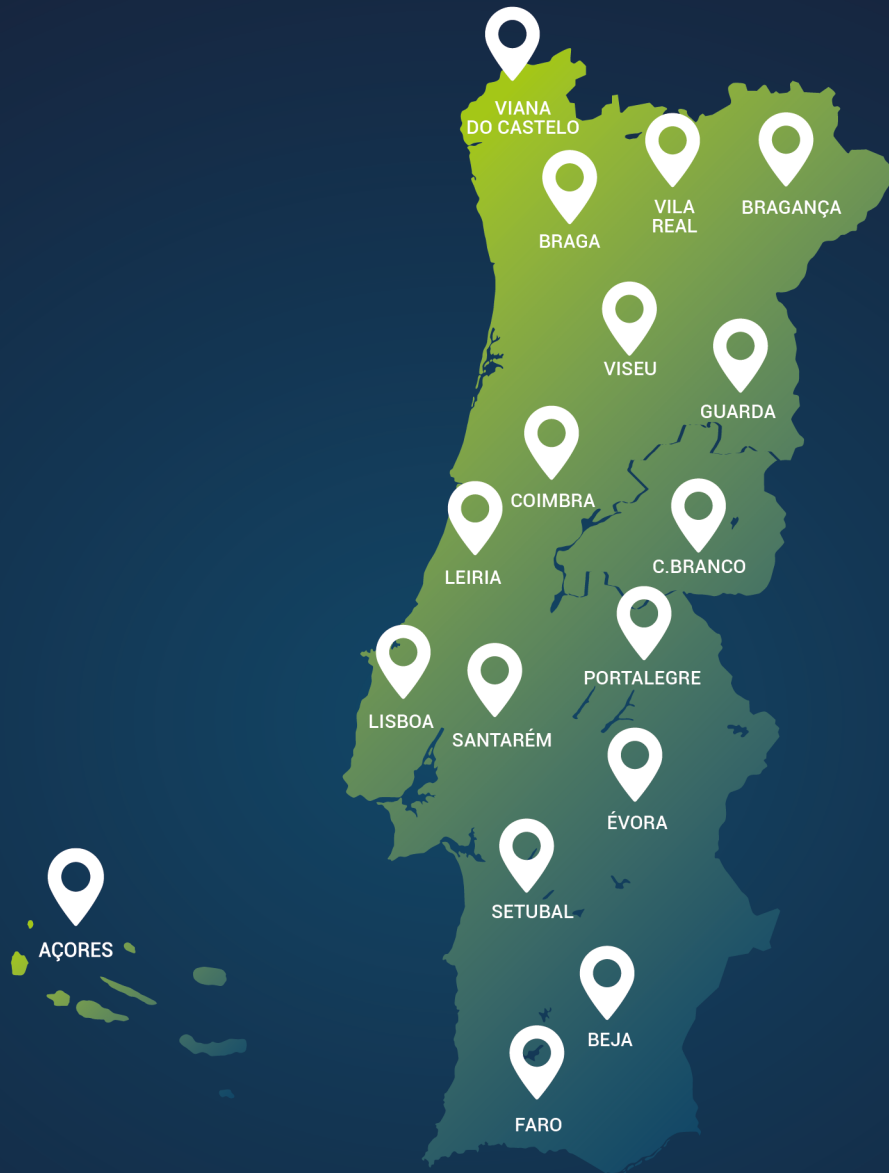 VIANA
DO CASTELO
VILA
REAL
BRAGANÇA
BRAGA
VISEU
GUARDA
COIMBRA
C.BRANCO
LEIRIA
PORTALEGRE
LISBOA
SANTARÉM
ÉVORA
SETUBAL
AÇORES
BEJA
FARO